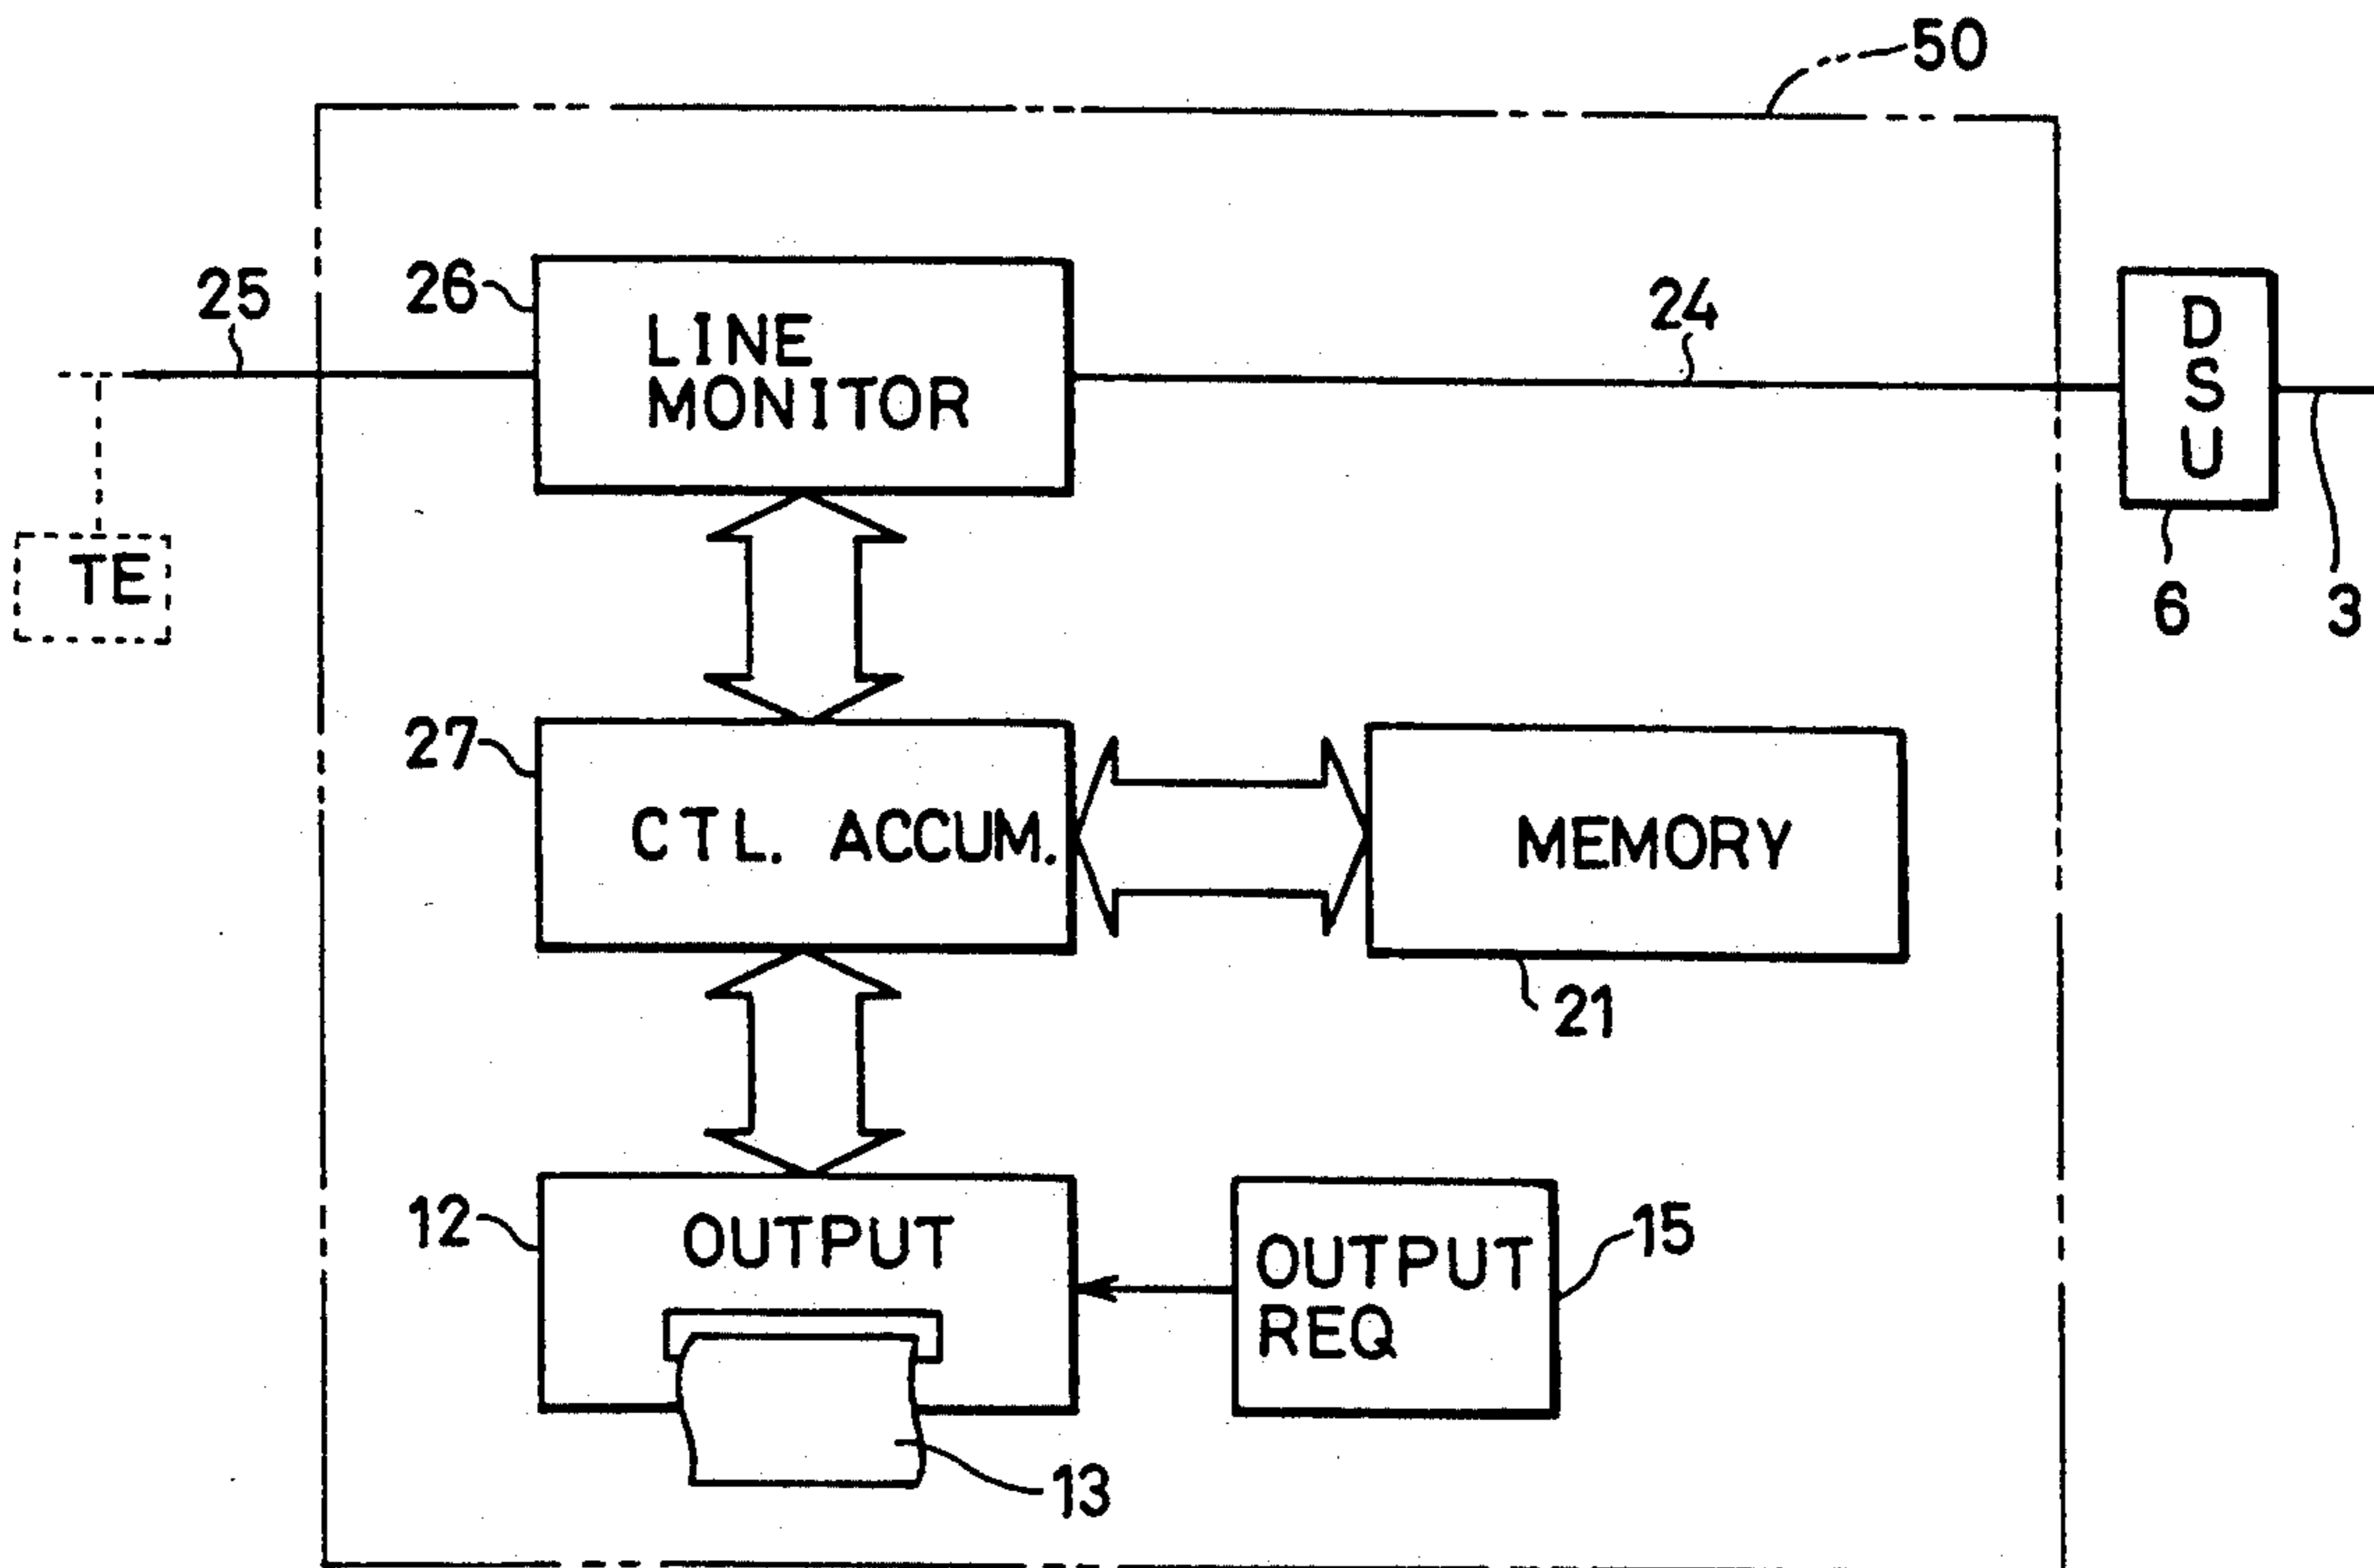 50
25
26
LINE
MONITOR
24
D
S
U
TE
6
3
27
CTL. ACCUM.
MEMORY
21
12
OUTPUT
OUTPUT
REQ
15
13